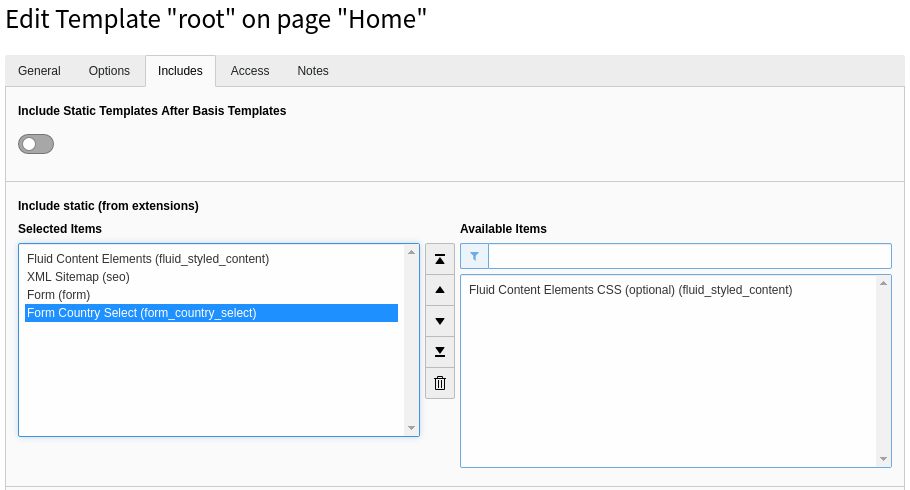 Edit Template "root" on page "Home"
General Options Includes Access Notes
Include Static Templates After Basis Templates
Include static (from extensions)
Selected Items
Fluid Content Elements (fluid_styled_content)
XML Sitemap (seo)
Form (form)
Form Country Select (form_country_select)
Available Items
Fluid Content Elements CSS (optional) (fluid_styled_content)